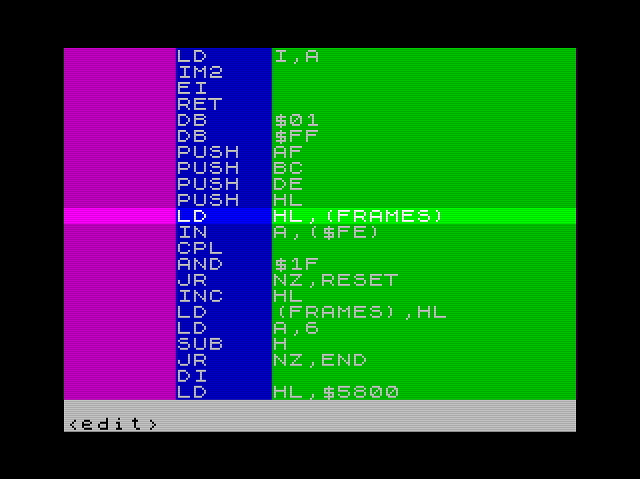 LD I,A
IM2
EI
RET
DB $01
DB $FF
PUSH AF
PUSH BC
PUSH DE
PUSH HL
LD HL,(FRAMES)
IN A,($FE)
CPL
AND $1F
JR NZ,RESET
INC HL
LD (FRAMES),HL
LD A,6
SUB H
JR NZ,END
DI
LD HL,$5800
<edit>